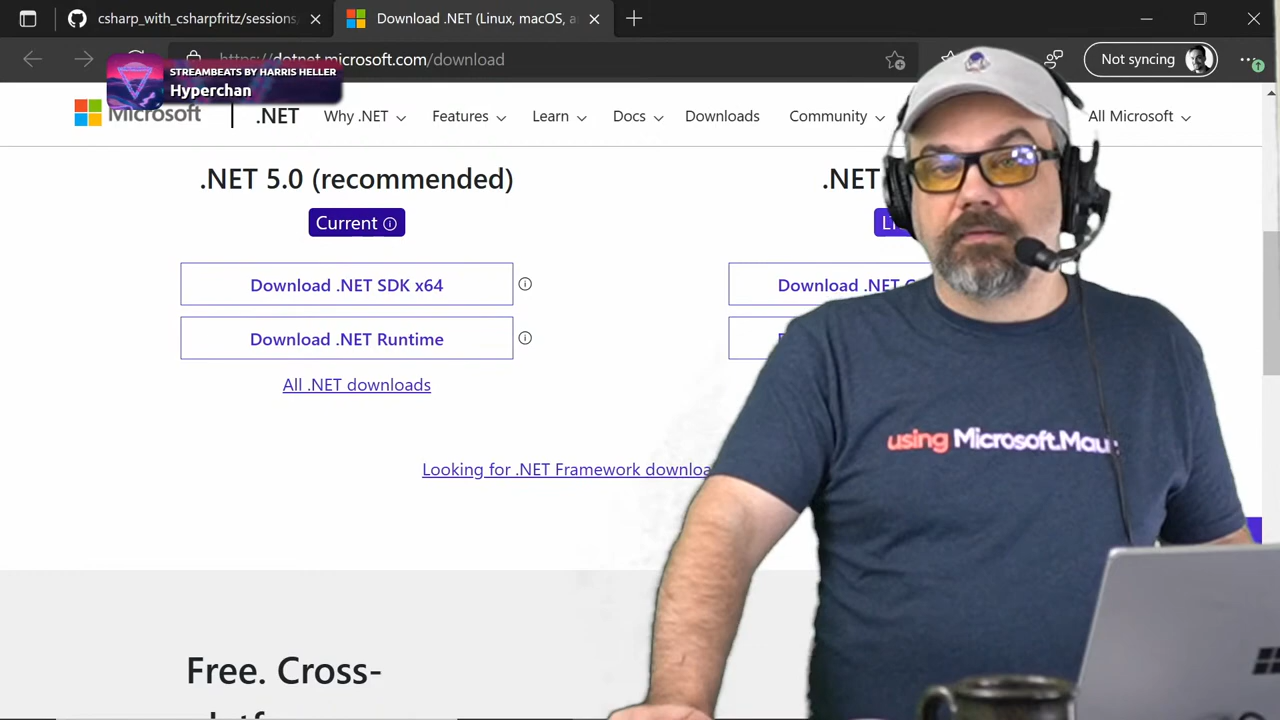 csharp_with_csharpfritz/sessions
Download .NET (Linux, macOS, a
https://dotnet.microsoft.com/download
Not syncing
STREAMBEATS BY HARRIS HELLER
Hyperchan
Microsoft
.NET
Why .NET
Features
Learn
Docs
Downloads
Community
All Microsoft
.NET 5.0 (recommended)
.NET
Current
Download .NET SDK x64
Download .NET
Download .NET Runtime
All .NET downloads
using Microsoft.Mau
Looking for .NET Framework downloa
Free. Cross-